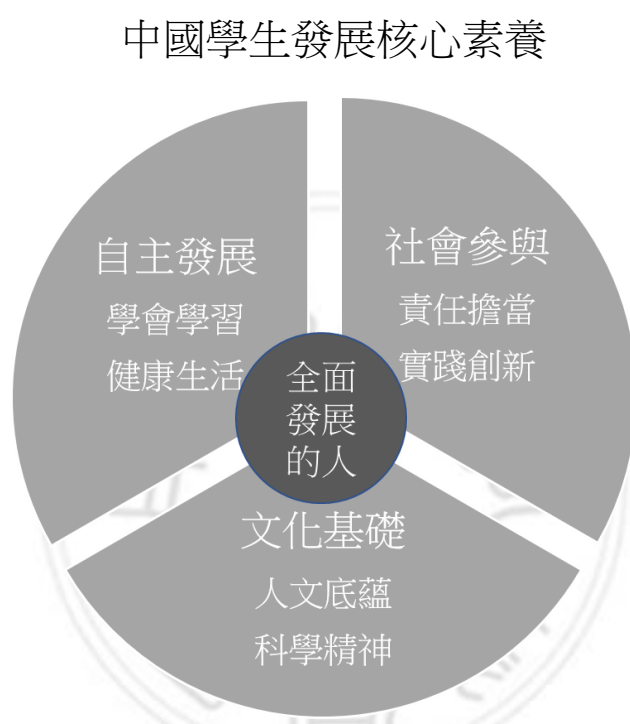 中國學生發展核心素養
自主發展
學會學習
健康生活
社會參與
責任擔當
實踐創新
全面
發展
的人
文化基礎
人文底蘊
科學精神